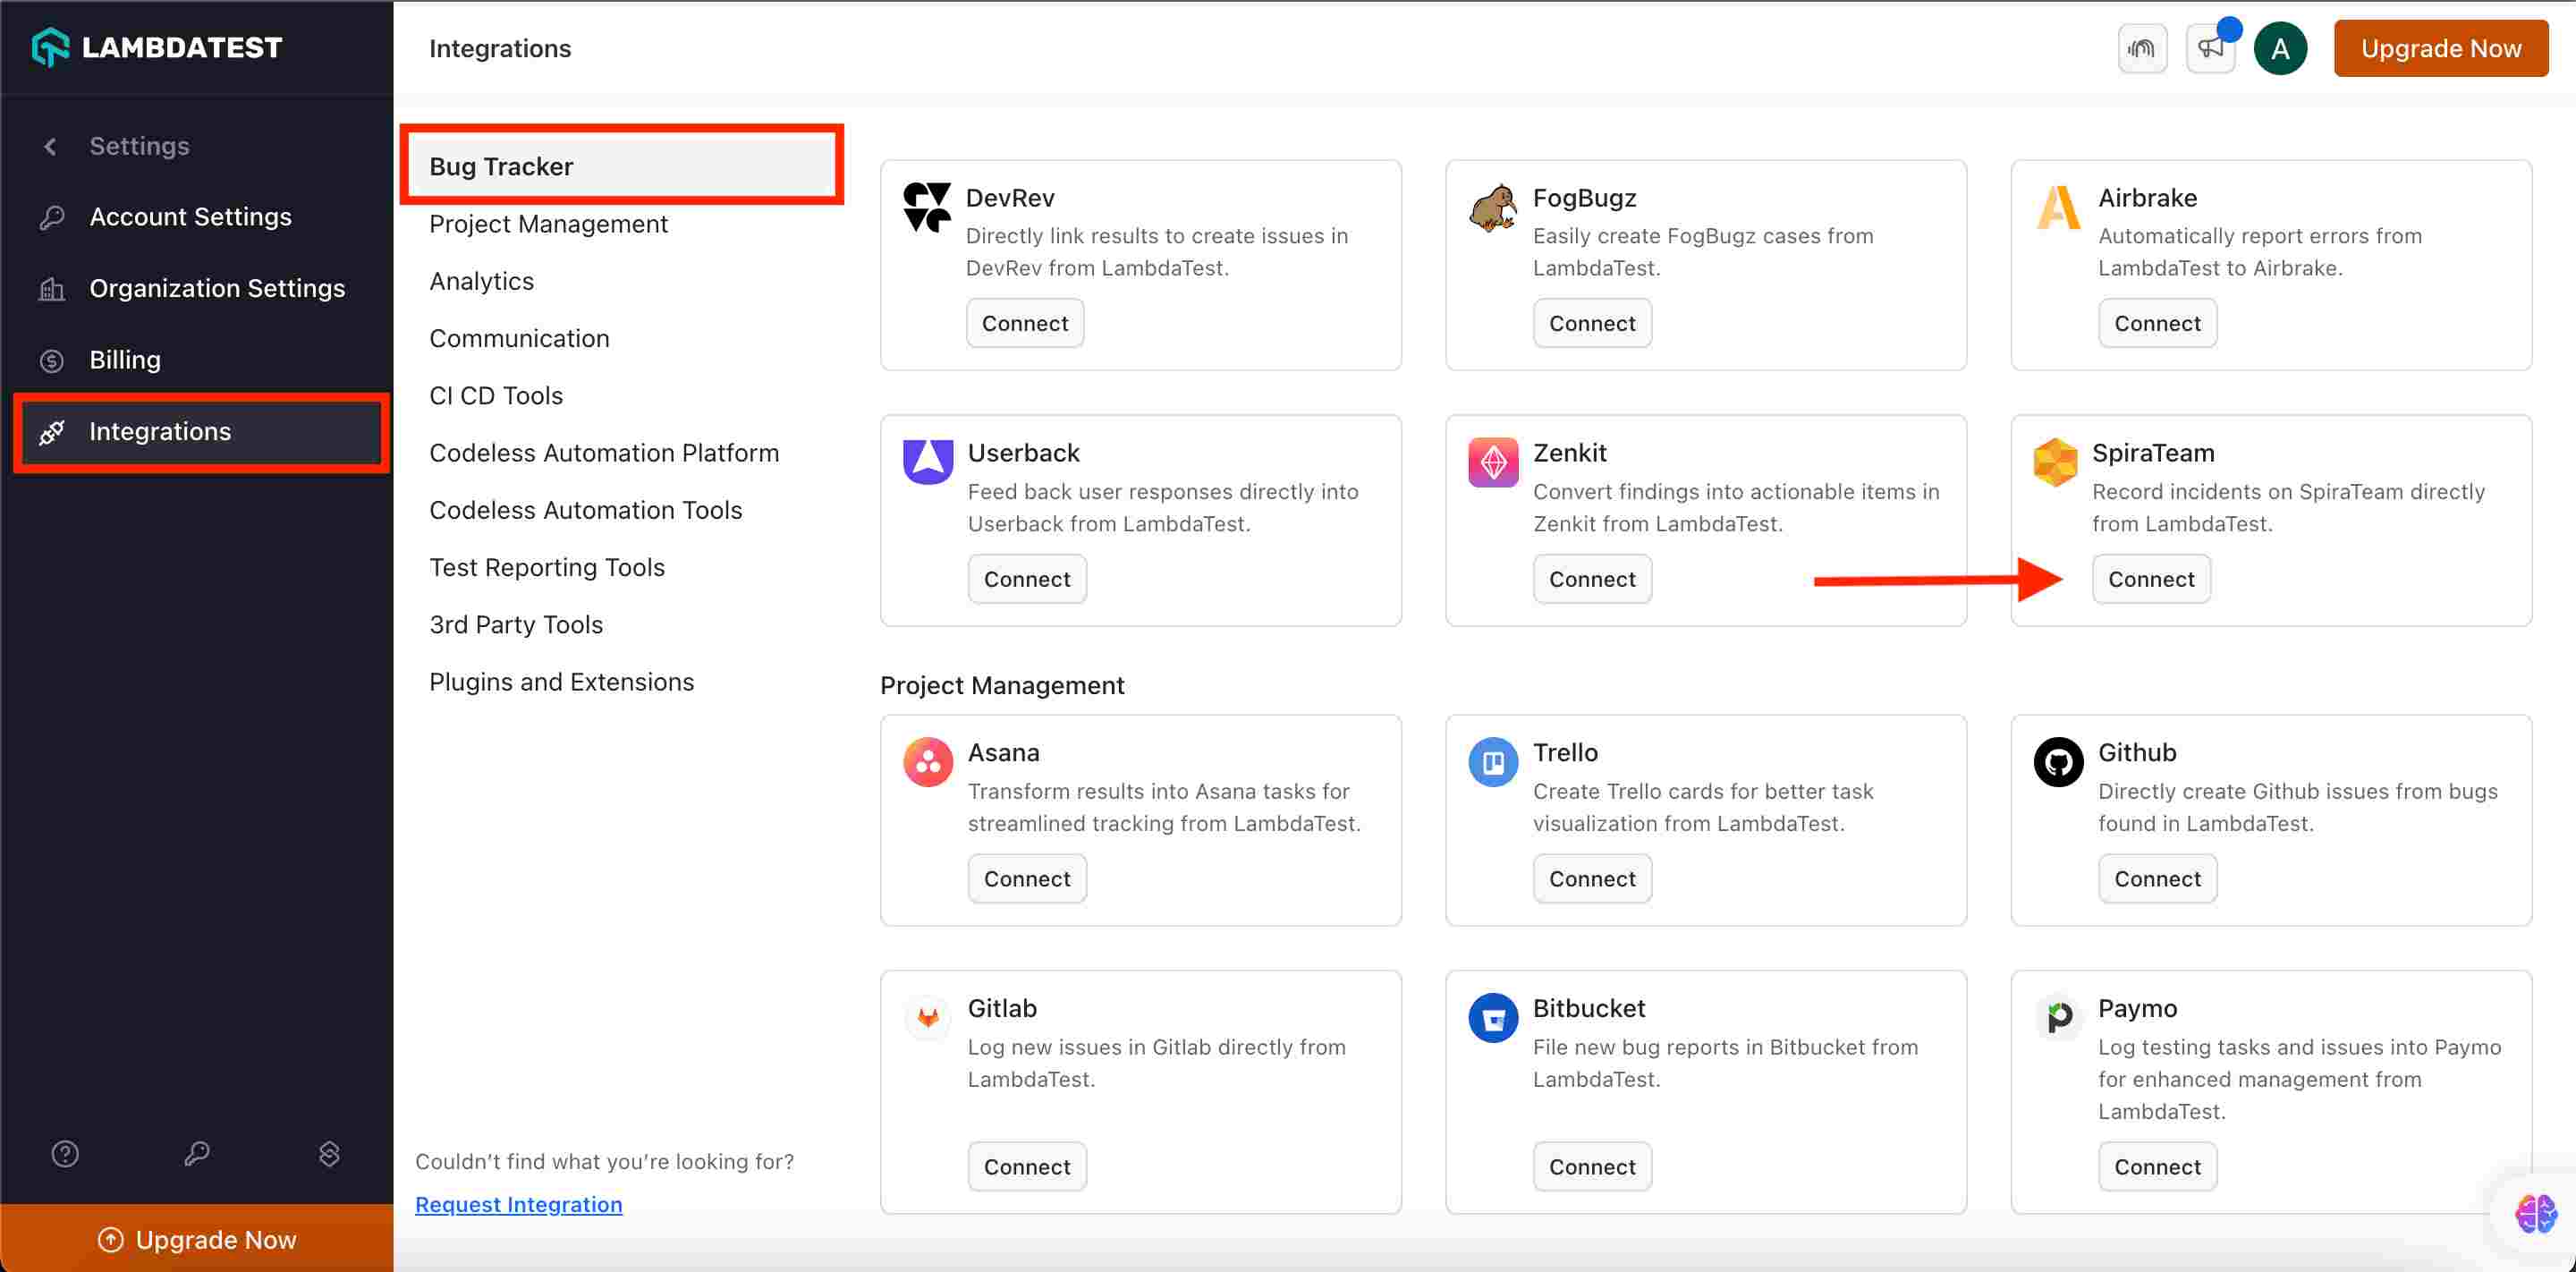 LAMBDATEST
Settings
Account Settings
Organization Settings
Billing
Integrations
Upgrade Now
Integrations
A
Upgrade Now
Bug Tracker
Project Management
Analytics
Communication
CI CD Tools
Codeless Automation Platform
Codeless Automation Tools
Test Reporting Tools
3rd Party Tools
Plugins and Extensions
Couldn't find what you're looking for?
Request Integration
DevRev
Directly link results to create issues in
DevRev from LambdaTest.
Connect
FogBugz
Easily create FogBugz cases from
LambdaTest.
Connect
Airbrake
Automatically report errors from
LambdaTest to Airbrake.
Connect
Userback
Feed back user responses directly into
Userback from LambdaTest.
Connect
Zenkit
Convert findings into actionable items in
Zenkit from LambdaTest.
Connect
SpiraTeam
Record incidents on SpiraTeam directly
from LambdaTest.
Connect
Project Management
Asana
Transform results into Asana tasks for
streamlined tracking from LambdaTest.
Connect
Trello
Create Trello cards for better task
visualization from LambdaTest.
Connect
Github
Directly create Github issues from bugs
found in LambdaTest.
Connect
Gitlab
Log new issues in Gitlab directly from
LambdaTest.
Connect
Bitbucket
File new bug reports in Bitbucket from
LambdaTest.
Connect
Paymo
Log testing tasks and issues into Paymo
for enhanced management from
LambdaTest.
Connect